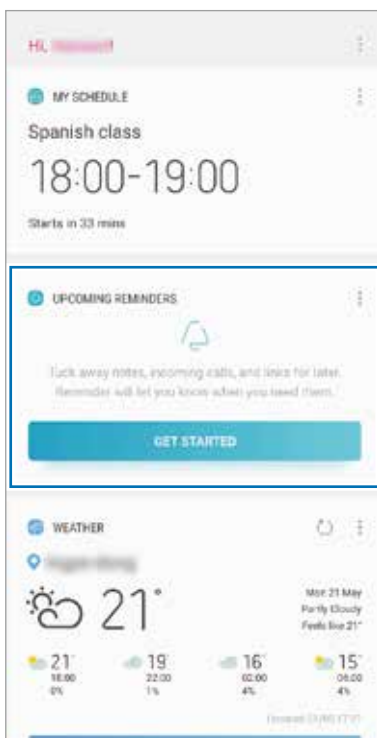 Hi,
MY SCHEDULE
Spanish class
18:00-19:00
Starts in 33 mins
UPCOMING REMINDERS
Tuck away notes, incoming calls, and links for later.
Reminder will let you know when you need them.
GET STARTED
WEATHER
21°
Mon 21 May
Partly Cloudy
Feels like 21°
21° 19° 16° 15°
18:00 22:00 02:00 06:00
0% 1% 4% 4%